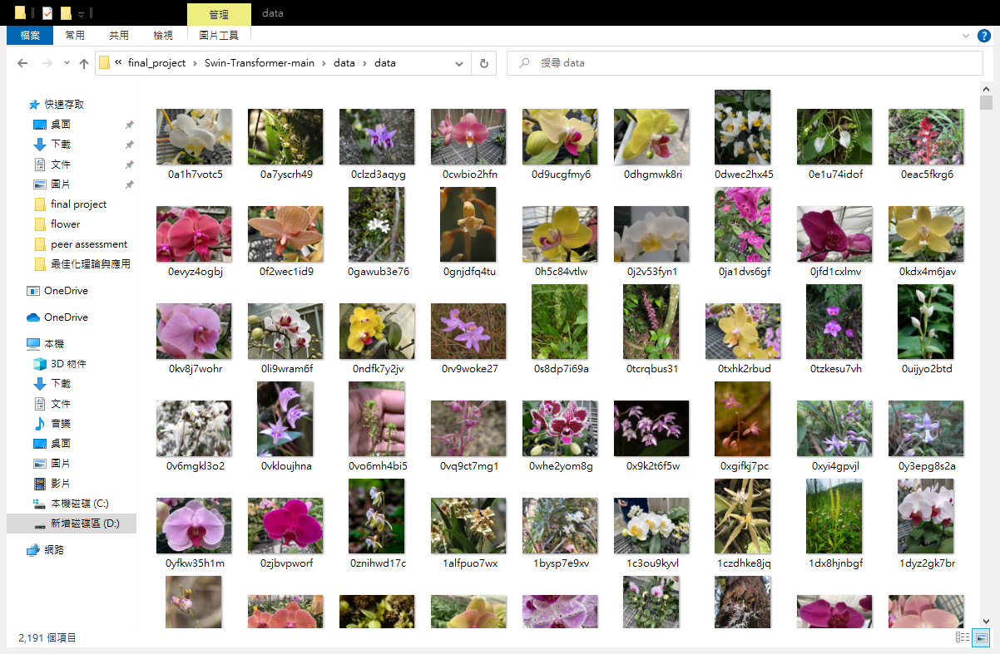 管理 data
檔案 常用 共用 檢視 圖片工具
« final_project › Swin-Transformer-main › data › data
搜尋 data
快速存取
桌面
下載
文件
圖片
final project
flower
peer assessment
最佳化理論與應用
OneDrive
OneDrive
本機
3D 物件
下載
文件
音樂
桌面
圖片
影片
本機磁碟 (C:)
新增磁碟區 (D:)
網路
0a1h7votc5 0a7yscrh49 0clzd3aqyg 0cwbio2hfn 0d9ucgfmy6 0dhgmwk8ri 0dwec2hx45 0e1u74idof 0eac5fkrg6
0evyz4ogbj 0f2wec1id9 0gawub3e76 0gnjdfq4tu 0h5c84vtlw 0j2v53fyn1 0ja1dvs6gf 0jfd1cxlmv 0kdx4m6jav
0kv8j7wohr 0li9wram6f 0ndfk7y2jv 0rv9woke27 0s8dp7i69a 0tcrqbus31 0txhk2rbud 0tzkesu7vh 0uijyo2btd
0v6mgkl3o2 0vkloujhna 0vo6mh4bi5 0vq9ct7mg1 0whe2yom8g 0x9k2t6f5w 0xgifkj7pc 0xyi4gpvjl 0y3epg8s2a
0yfkw35h1m 0zjbvpworf 0znihwd17c 1alfpuo7wx 1bysp7e9xv 1c3ou9kyvl 1czdhke8jq 1dx8hjnbgf 1dyz2gk7br
2,191 個項目